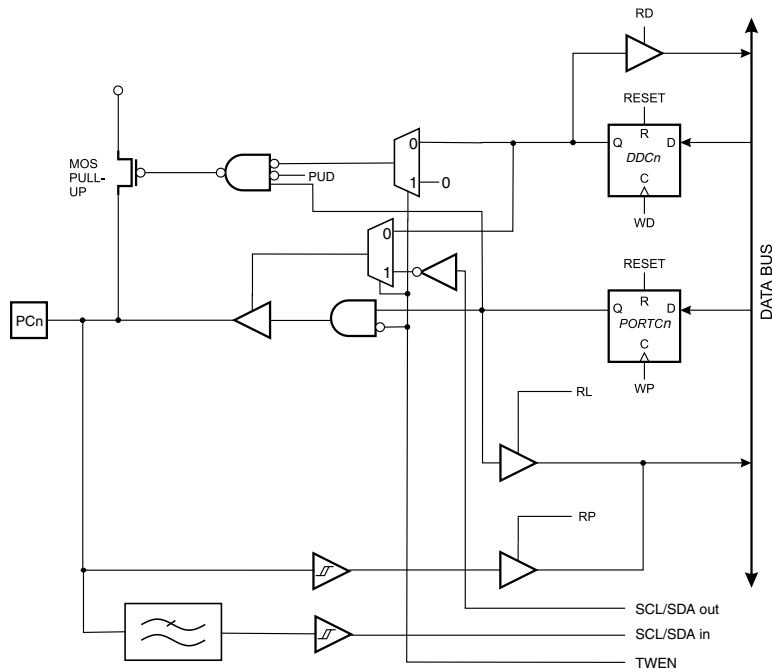 RD
RESET
R
Q
D
DDCn
C
WD
MOS
PULL-
UP
PUD
0
1
0
0
1
RESET
R
Q
D
PORTCn
C
WP
DATA BUS
PCn
RL
RP
SCL/SDA out
SCL/SDA in
TWEN